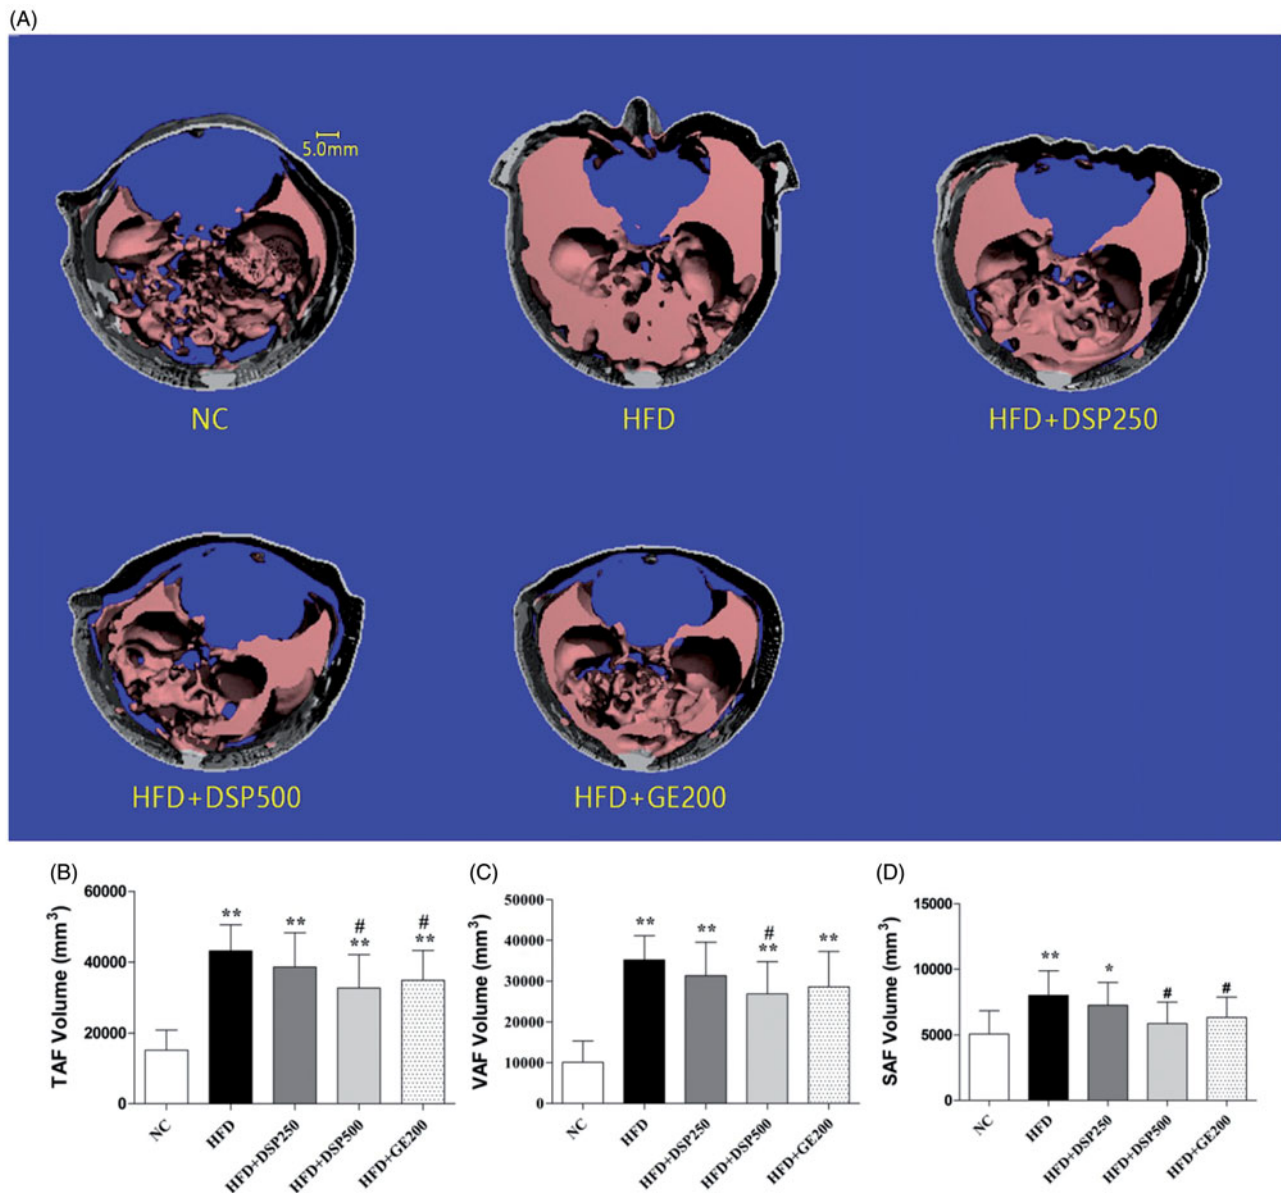 (A)
5.0mm
NC
HFD
HFD+DSP250
HFD+DSP500
HFD+GE200
(B)
TAF Volume (mm³)
60000
40000
20000
0
**
**
#
**
#
**
NC
HFD
HFD+DSP250
HFD+DSP500
HFD+GE200
(C)
VAF Volume (mm³)
50000
40000
30000
20000
10000
0
**
**
#
**
**
NC
HFD
HFD+DSP250
HFD+DSP500
HFD+GE200
(D)
SAF Volume (mm³)
15000
10000
5000
0
**
*
#
#
NC
HFD
HFD+DSP250
HFD+DSP500
HFD+GE200